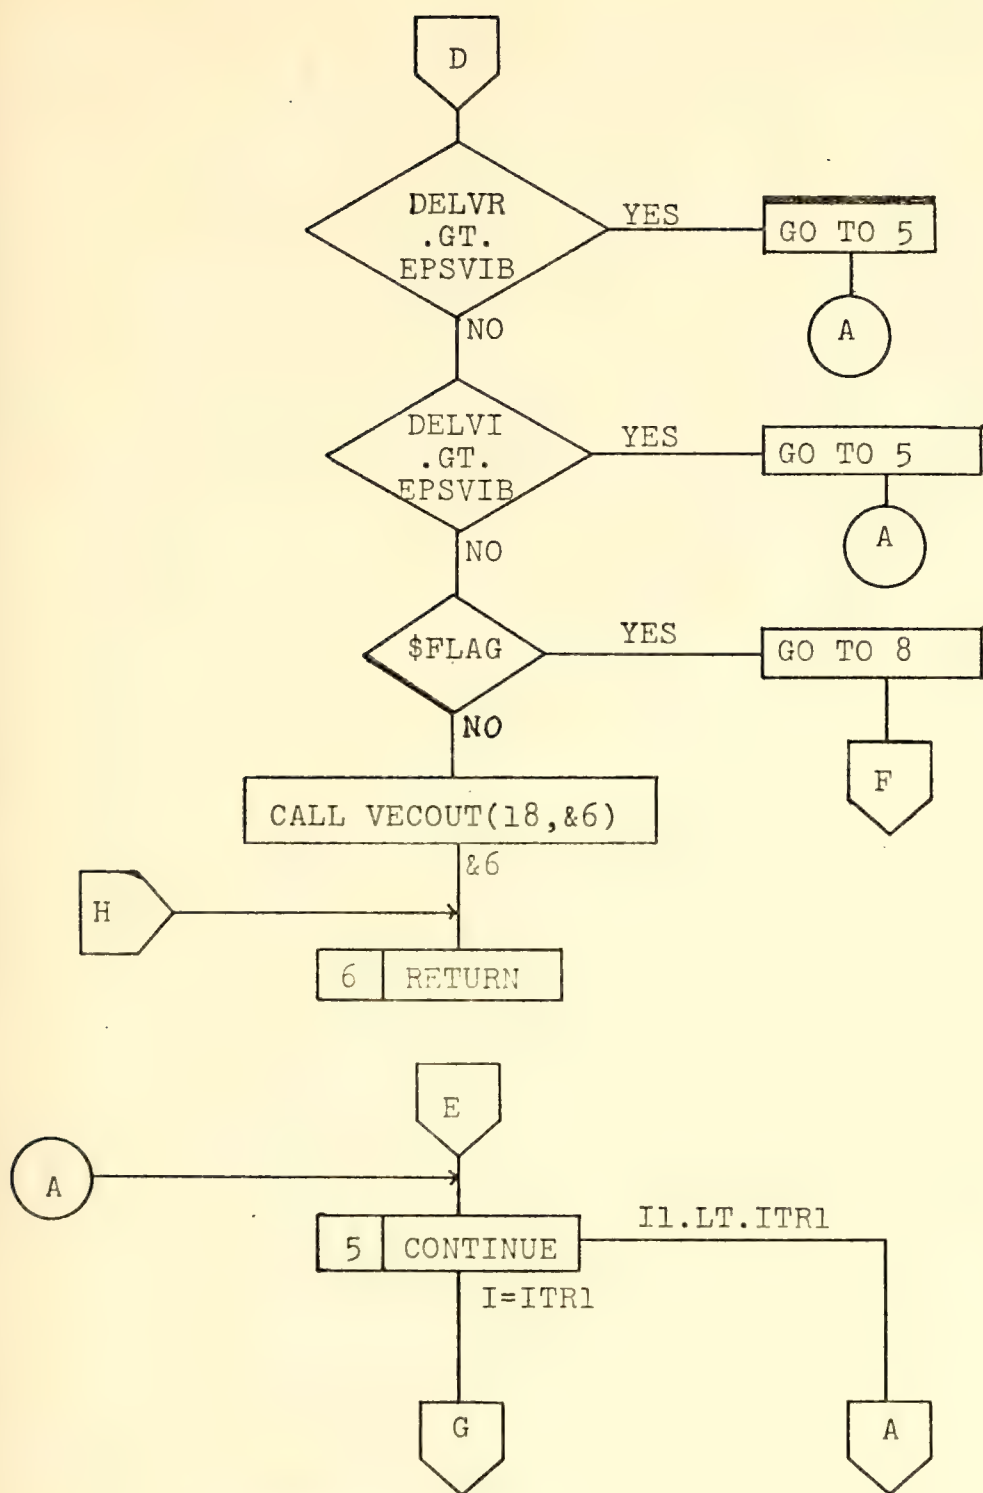 D
DELVR
.GT.
EPSVIB
YES
GO TO 5
A
NO
DELVI
.GT.
EPSVIB
YES
GO TO 5
A
NO
$FLAG
YES
GO TO 8
F
NO
CALL VECOUT(18,&6)
&6
H
6 RETURN
E
A
5 CONTINUE
I1.LT.ITR1
I=ITR1
G
A